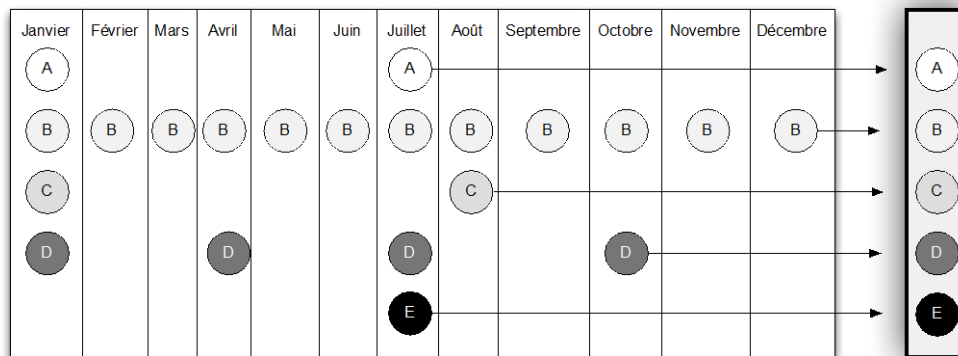 Janvier Février Mars Avril Mai Juin Juillet Août Septembre Octobre Novembre Décembre
A A A
B B B B B B B B B B B B B
C C C
D D D D D
E E